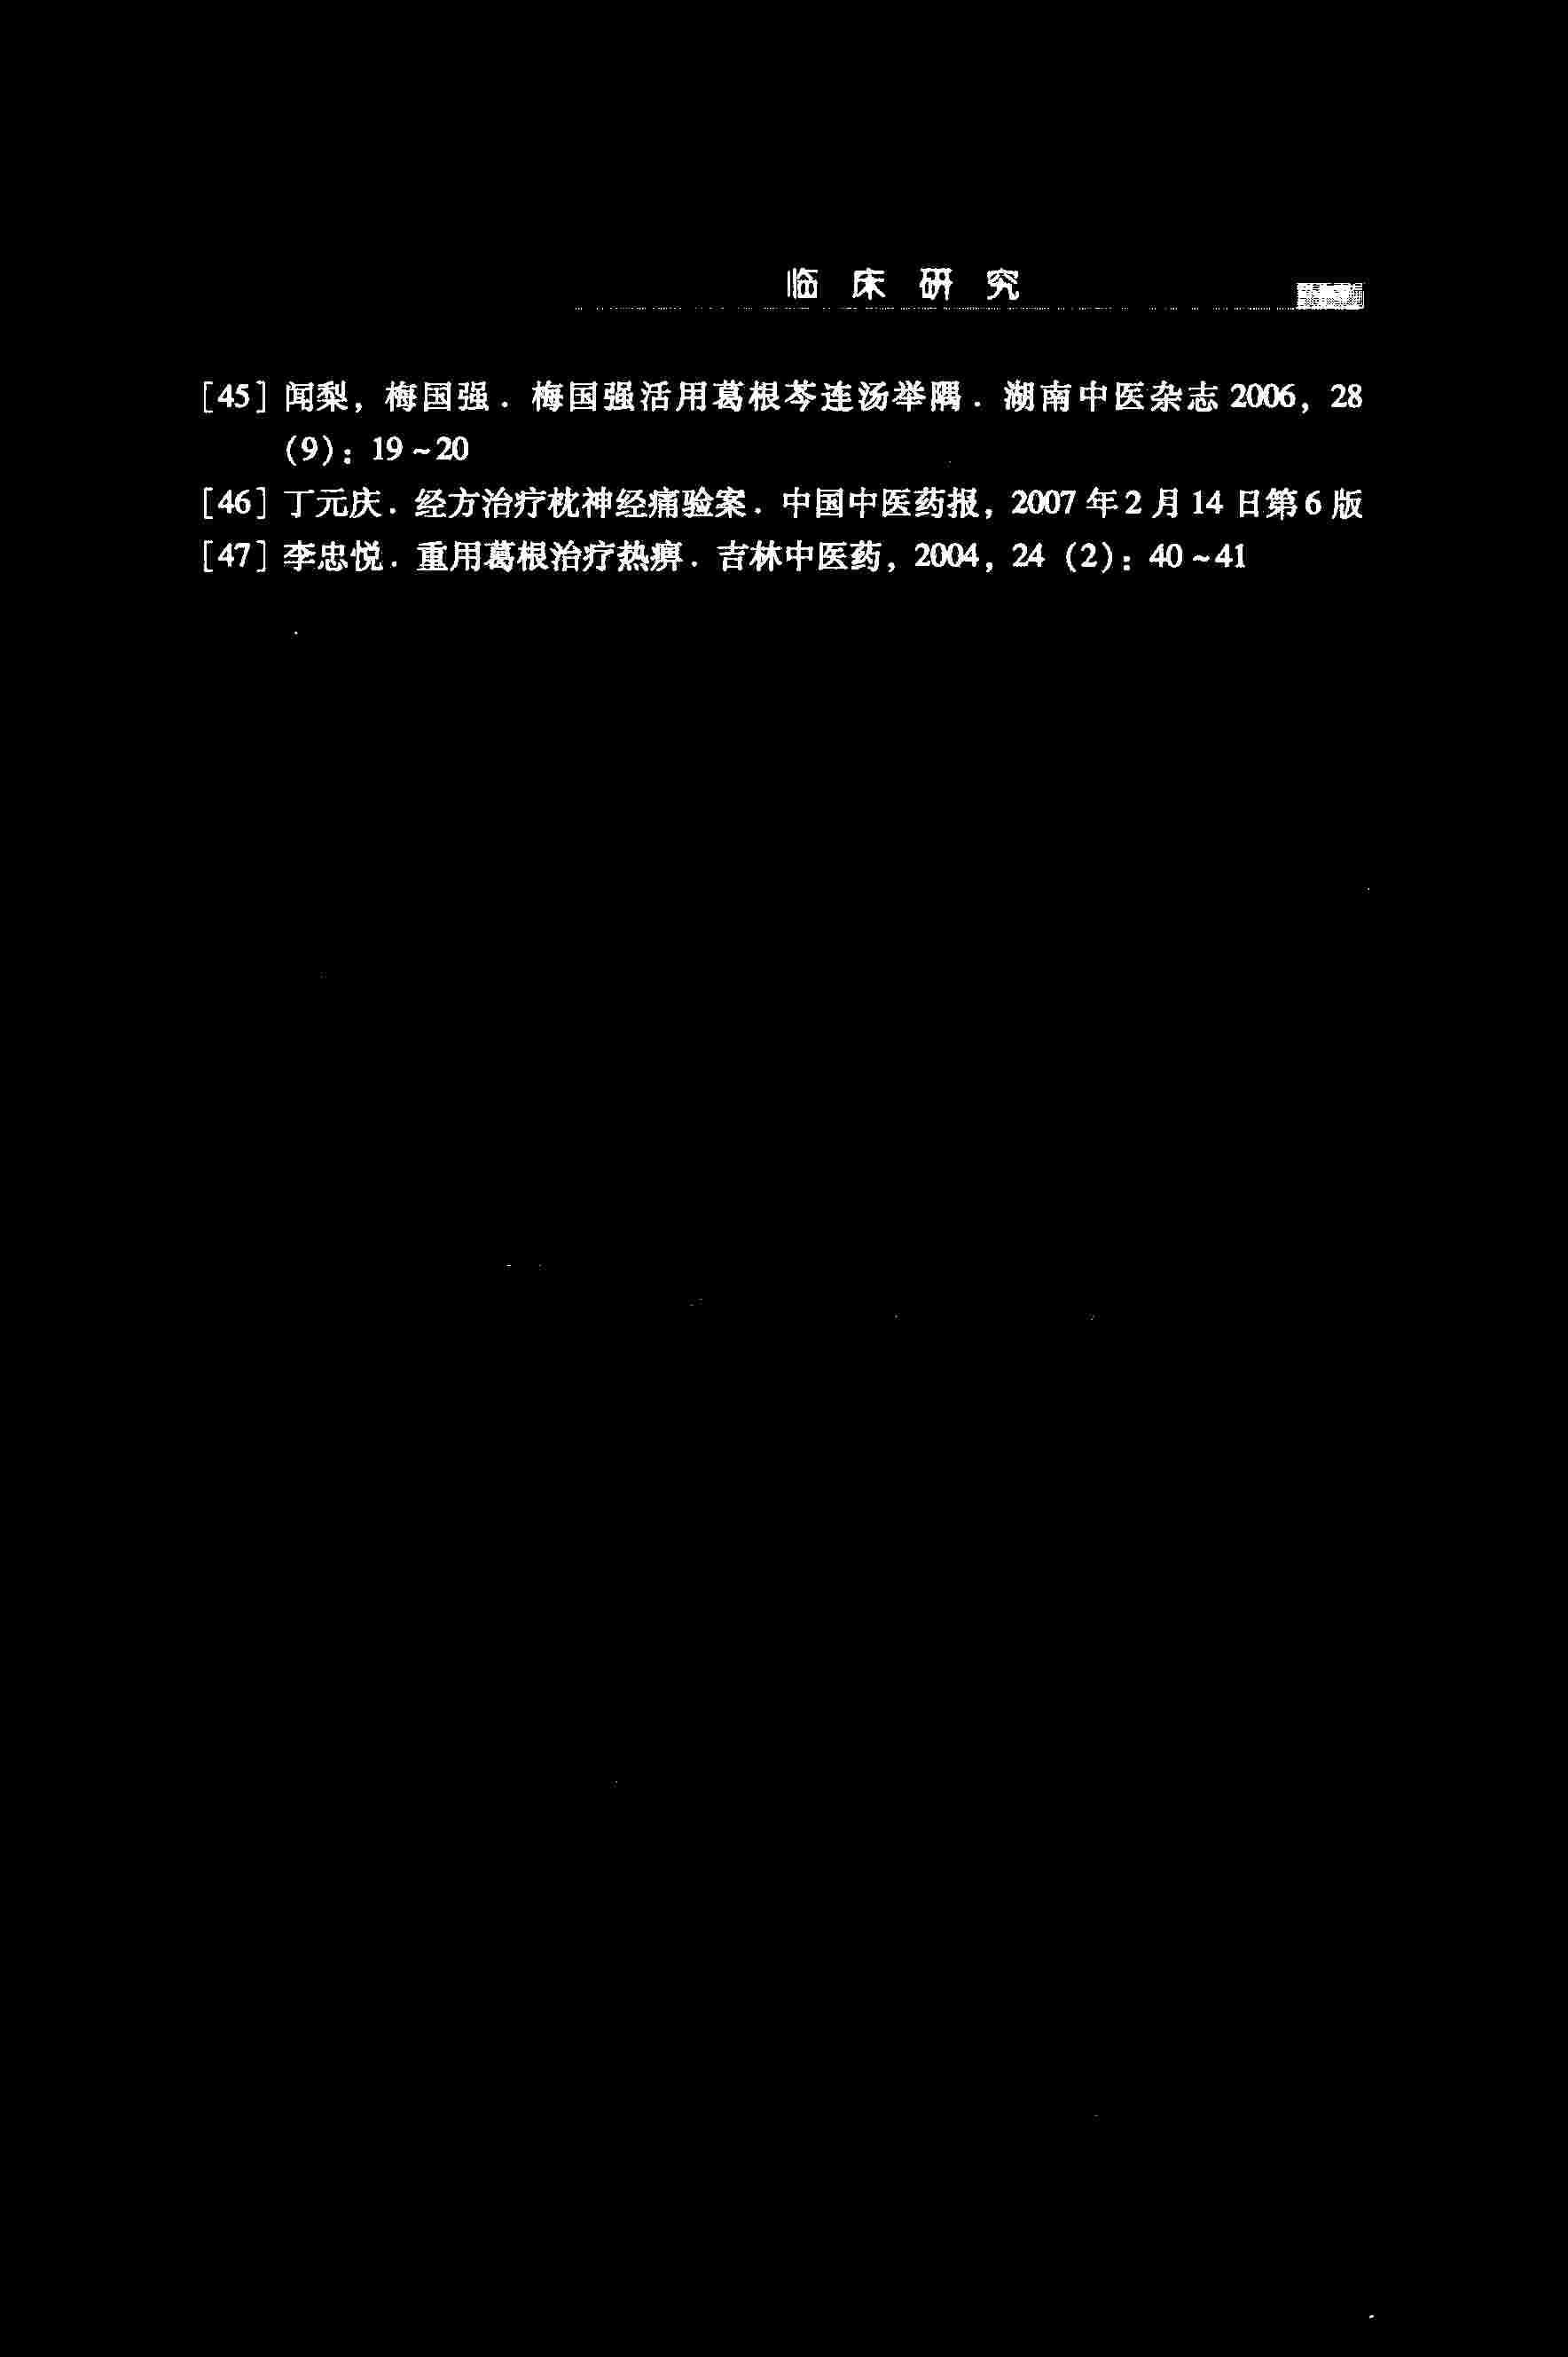 临床研究
[45] 闻梨，梅国强．梅国强活用葛根芩连汤举隅．湖南中医杂志 2006，28
(9)：19～20
[46] 丁元庆．经方治疗枕神经痛验案．中国中医药报，2007 年 2 月 14 日第 6 版
[47] 李忠悦．重用葛根治疗热痹．吉林中医药，2004，24 (2)：40～41